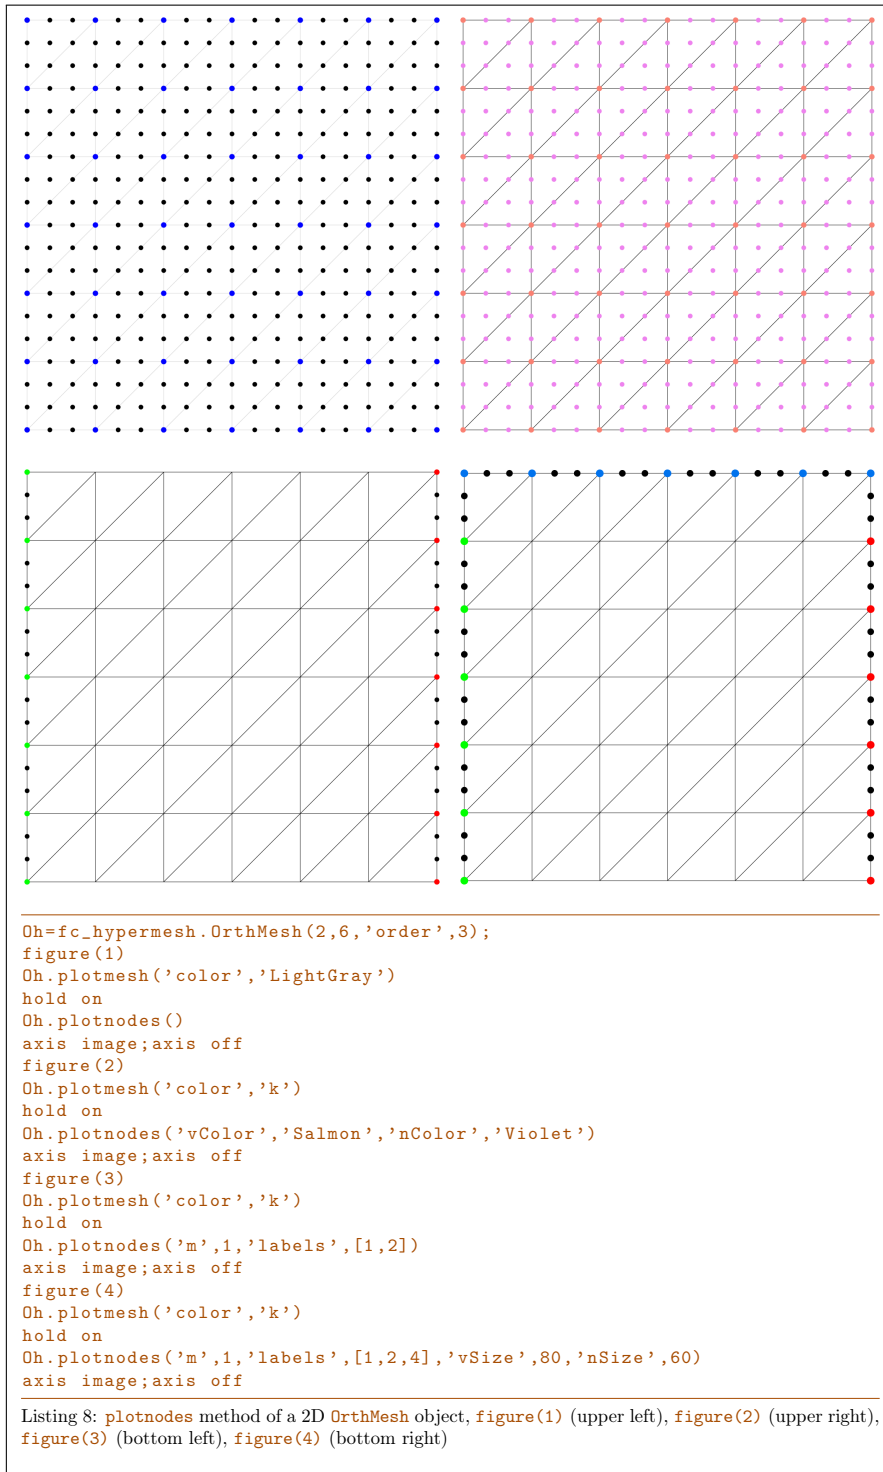 Oh=fc_hypermesh.OrthMesh(2,6,’order’,3);
figure(1)
Oh.plotmesh(’color’,’LightGray’)
hold on
Oh.plotnodes()
axis image;axis off
figure(2)
Oh.plotmesh(’color’,’k’)
hold on
Oh.plotnodes(’vColor’,’Salmon’,’nColor’,’Violet’)
axis image;axis off
figure(3)
Oh.plotmesh(’color’,’k’)
hold on
Oh.plotnodes(’m’,1,’labels’,[1,2])
axis image;axis off
figure(4)
Oh.plotmesh(’color’,’k’)
hold on
Oh.plotnodes(’m’,1,’labels’,[1,2,4],’vSize’,80,’nSize’,60)
axis image;axis off
Listing 8: plotnodes method of a 2D OrthMesh object, figure(1) (upper left), figure(2) (upper right),
figure(3) (bottom left), figure(4) (bottom right)